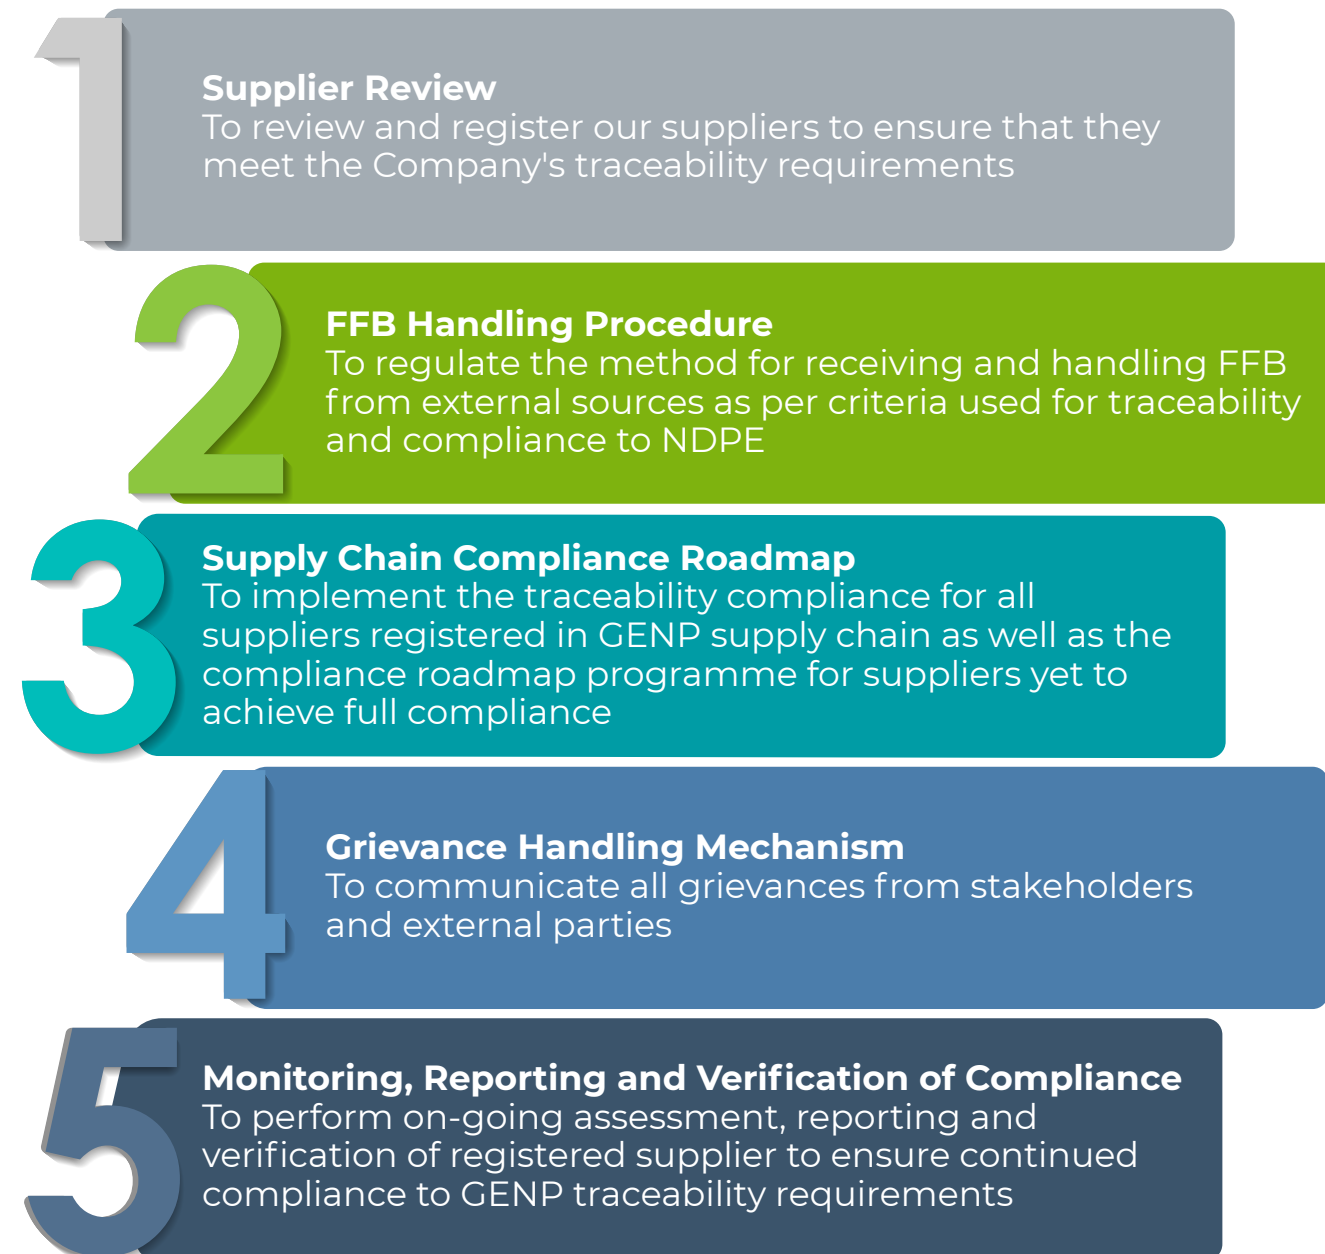 1
Supplier Review
To review and register our suppliers to ensure that they
meet the Company's traceability requirements
2
FFB Handling Procedure
To regulate the method for receiving and handling FFB
from external sources as per criteria used for traceability
and compliance to NDPE
3
Supply Chain Compliance Roadmap
To implement the traceability compliance for all
suppliers registered in GENP supply chain as well as the
compliance roadmap programme for suppliers yet to
achieve full compliance
4
Grievance Handling Mechanism
To communicate all grievances from stakeholders
and external parties
5
Monitoring, Reporting and Verification of Compliance
To perform on-going assessment, reporting and
verification of registered supplier to ensure continued
compliance to GENP traceability requirements